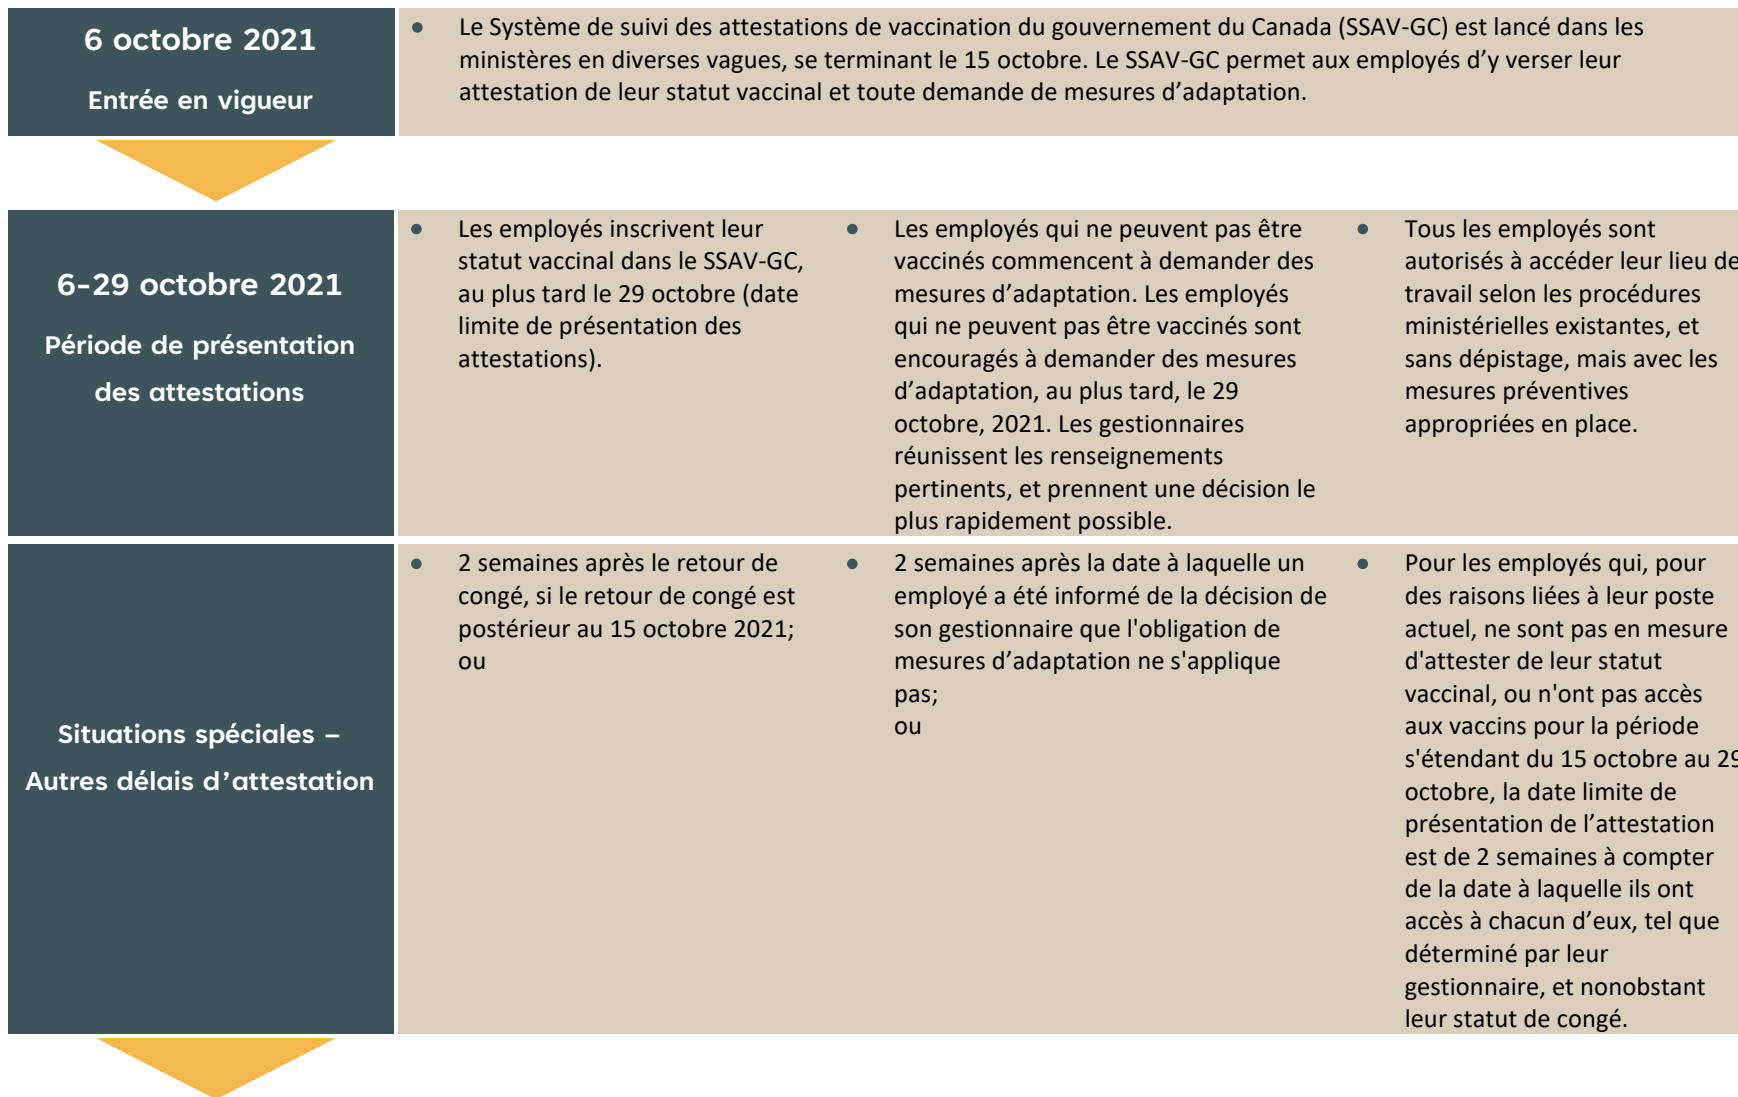 6 octobre 2021
Entrée en vigueur
Le Système de suivi des attestations de vaccination du gouvernement du Canada (SSAV-GC) est lancé dans les
ministères en diverses vagues, se terminant le 15 octobre. Le SSAV-GC permet aux employés d’y verser leur
attestation de leur statut vaccinal et toute demande de mesures d’adaptation.
6-29 octobre 2021
Période de présentation
des attestations
Les employés inscrivent leur
statut vaccinal dans le SSAV-GC,
au plus tard le 29 octobre (date
limite de présentation des
attestations).
Les employés qui ne peuvent pas être
vaccinés commencent à demander des
mesures d’adaptation. Les employés
qui ne peuvent pas être vaccinés sont
encouragés à demander des mesures
d’adaptation, au plus tard, le 29
octobre, 2021. Les gestionnaires
réunissent les renseignements
pertinents, et prennent une décision le
plus rapidement possible.
Tous les employés sont
autorisés à accéder leur lieu de
travail selon les procédures
ministérielles existantes, et
sans dépistage, mais avec les
mesures préventives
appropriées en place.
Situations spéciales –
Autres délais d’attestation
2 semaines après le retour de
congé, si le retour de congé est
postérieur au 15 octobre 2021;
ou
2 semaines après la date à laquelle un
employé a été informé de la décision de
son gestionnaire que l'obligation de
mesures d’adaptation ne s'applique
pas;
ou
Pour les employés qui, pour
des raisons liées à leur poste
actuel, ne sont pas en mesure
d'attester de leur statut
vaccinal, ou n'ont pas accès
aux vaccins pour la période
s'étendant du 15 octobre au 29
octobre, la date limite de
présentation de l’attestation
est de 2 semaines à compter
de la date à laquelle ils ont
accès à chacun d’eux, tel que
déterminé par leur
gestionnaire, et nonobstant
leur statut de congé.